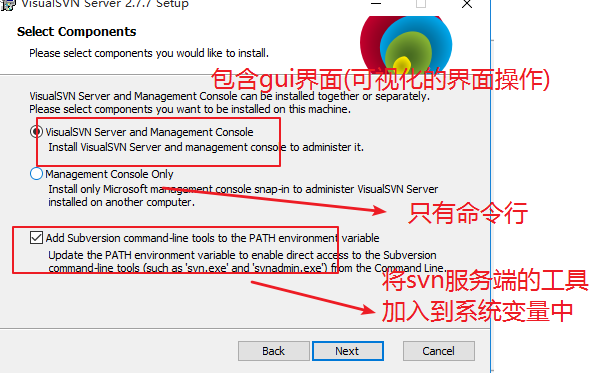 VisualSVN Server 2.7.7 Setup
Select Components
Please select components you would like to install.
包含gui界面(可视化的界面操作)
VisualSVN Server and Management Console can be installed together or separately.
Please select components you want to be installed on this machine.
VisualSVN Server and Management Console
Install VisualSVN Server and management console to administer it.
Management Console Only
Install only Microsoft management console snap-in to administer VisualSVN Server
installed on another computer.
只有命令行
Add Subversion command-line tools to the PATH environment variable
Update the PATH environment variable to enable direct access to the Subversion
command-line tools (such as 'svn.exe' and 'svnadmin.exe') from the Command Line.
将svn服务端的工具
加入到系统变量中
Back
Next
Cancel